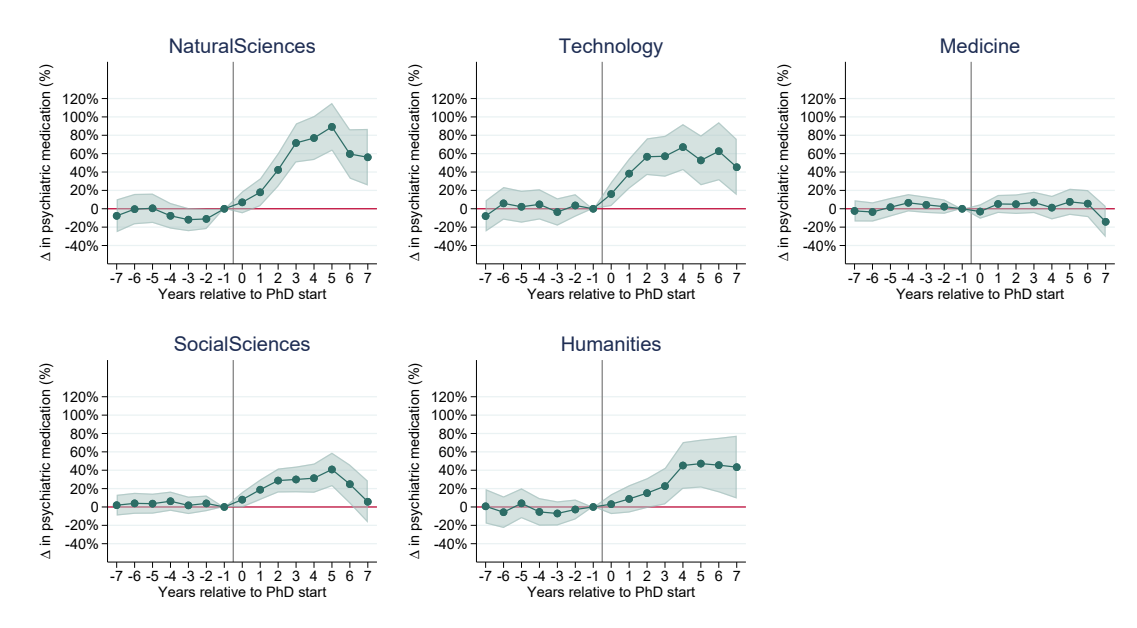 NaturalSciences
Δ in psychiatric medication (%)
120%
100%
80%
60%
40%
20%
0
-20%
-40%
-7 -6 -5 -4 -3 -2 -1 0 1 2 3 4 5 6 7
Years relative to PhD start
Technology
Δ in psychiatric medication (%)
120%
100%
80%
60%
40%
20%
0
-20%
-40%
-7 -6 -5 -4 -3 -2 -1 0 1 2 3 4 5 6 7
Years relative to PhD start
Medicine
Δ in psychiatric medication (%)
120%
100%
80%
60%
40%
20%
0
-20%
-40%
-7 -6 -5 -4 -3 -2 -1 0 1 2 3 4 5 6 7
Years relative to PhD start
SocialSciences
Δ in psychiatric medication (%)
120%
100%
80%
60%
40%
20%
0
-20%
-40%
-7 -6 -5 -4 -3 -2 -1 0 1 2 3 4 5 6 7
Years relative to PhD start
Humanities
Δ in psychiatric medication (%)
120%
100%
80%
60%
40%
20%
0
-20%
-40%
-7 -6 -5 -4 -3 -2 -1 0 1 2 3 4 5 6 7
Years relative to PhD start